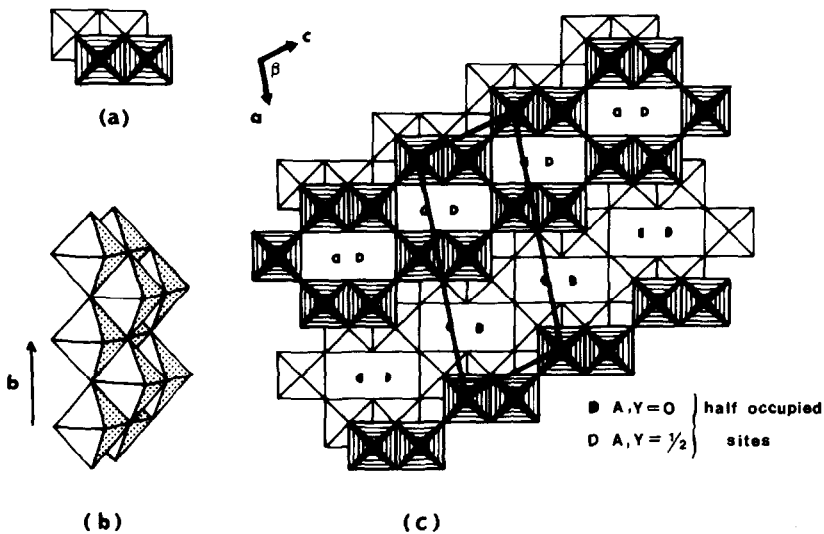 (a)
c
β
a
b
A,Y=0 half occupied
A,Y=1/2 sites
(b)
(c)